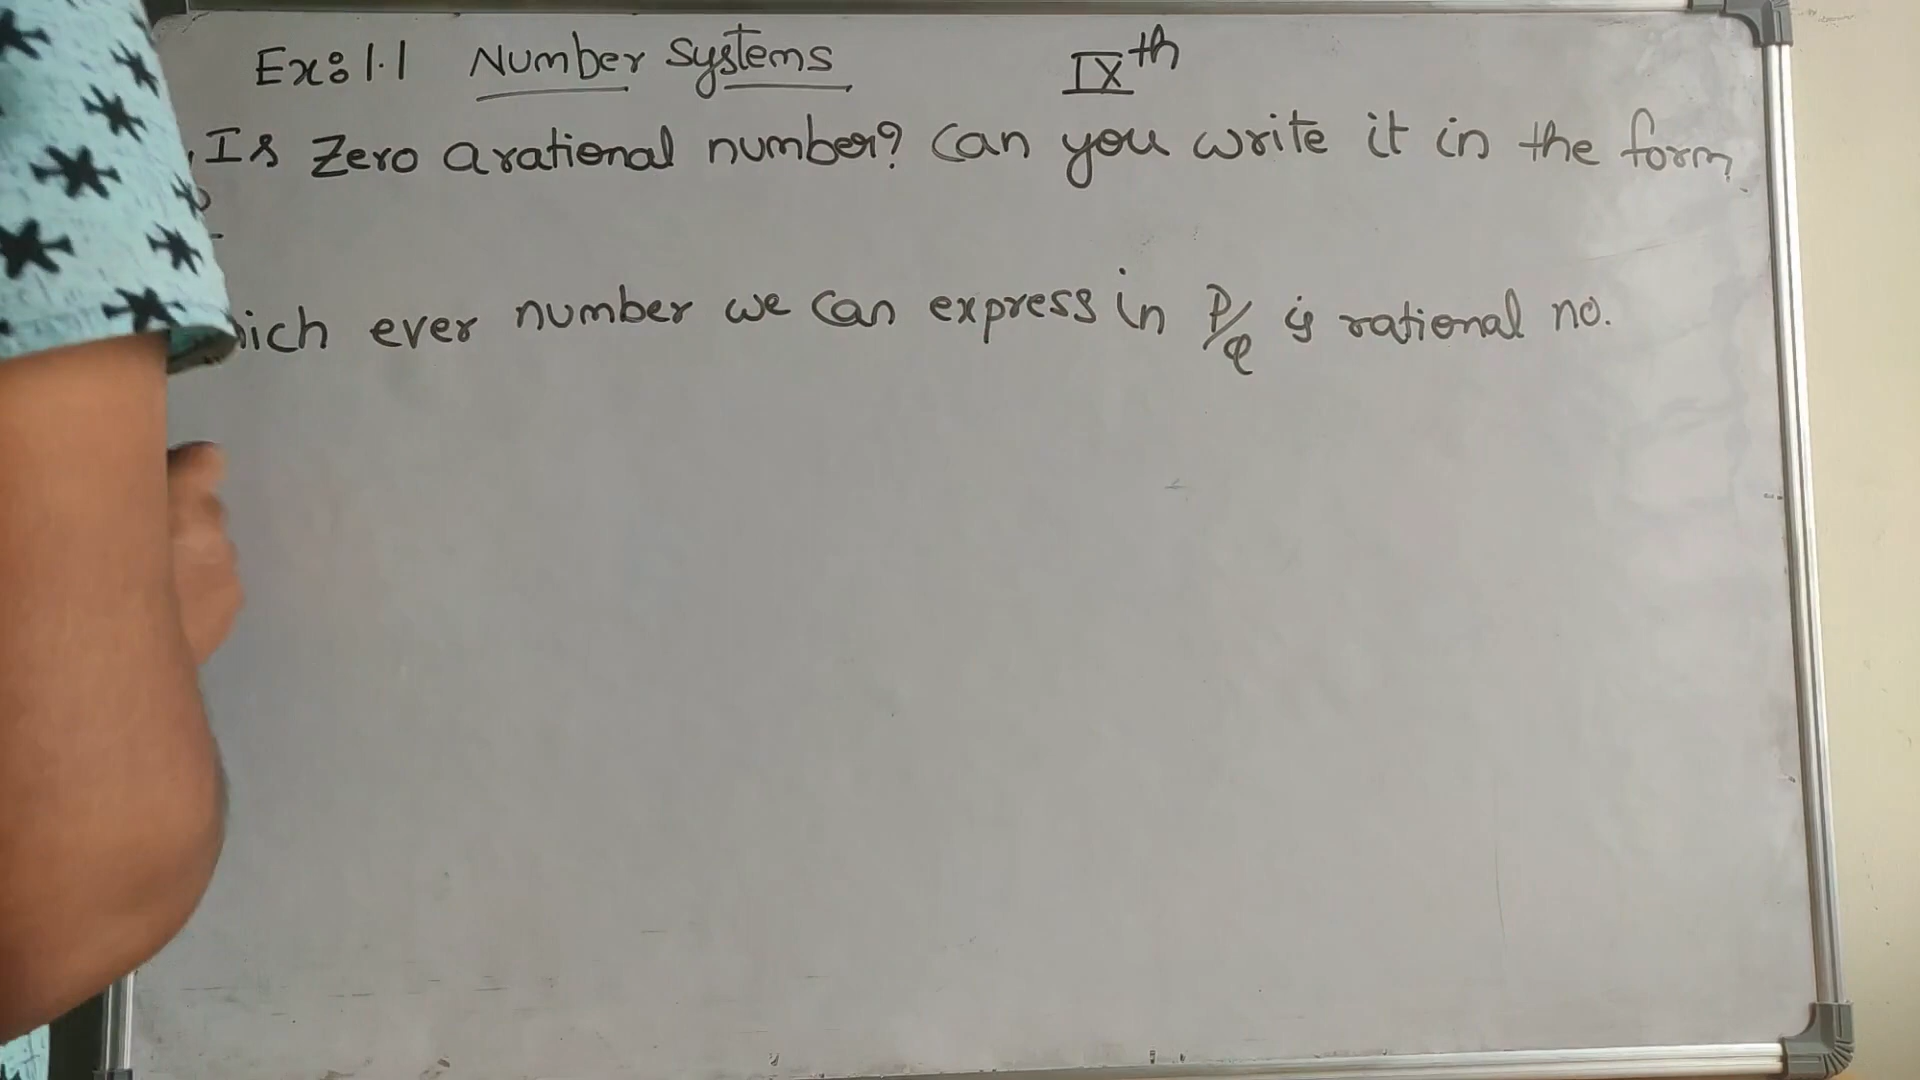 Ex: 1.1 Number Systems IXth
Is Zero a rational number? Can you write it in the form
ever number we can express in P/q is rational no.